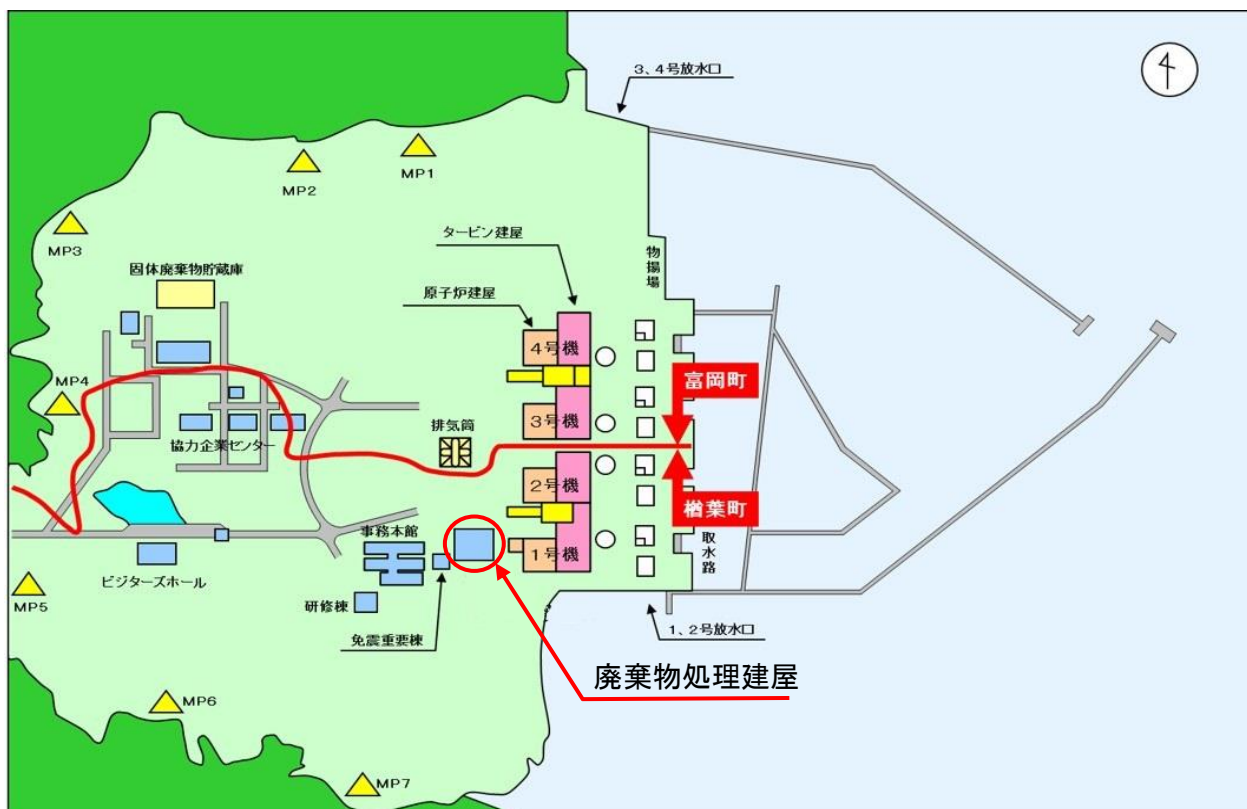 3、4号放水口
MP1
MP2
MP3
タービン建屋
物揚場
固体廃棄物貯蔵庫
原子炉建屋
4号機
MP4
富岡町
3号機
排気筒
協力企業センター
2号機
楢葉町
事務本館
取水路
1号機
ビジターズホール
MP5
研修棟
免震重要棟
1、2号放水口
廃棄物処理建屋
MP6
MP7